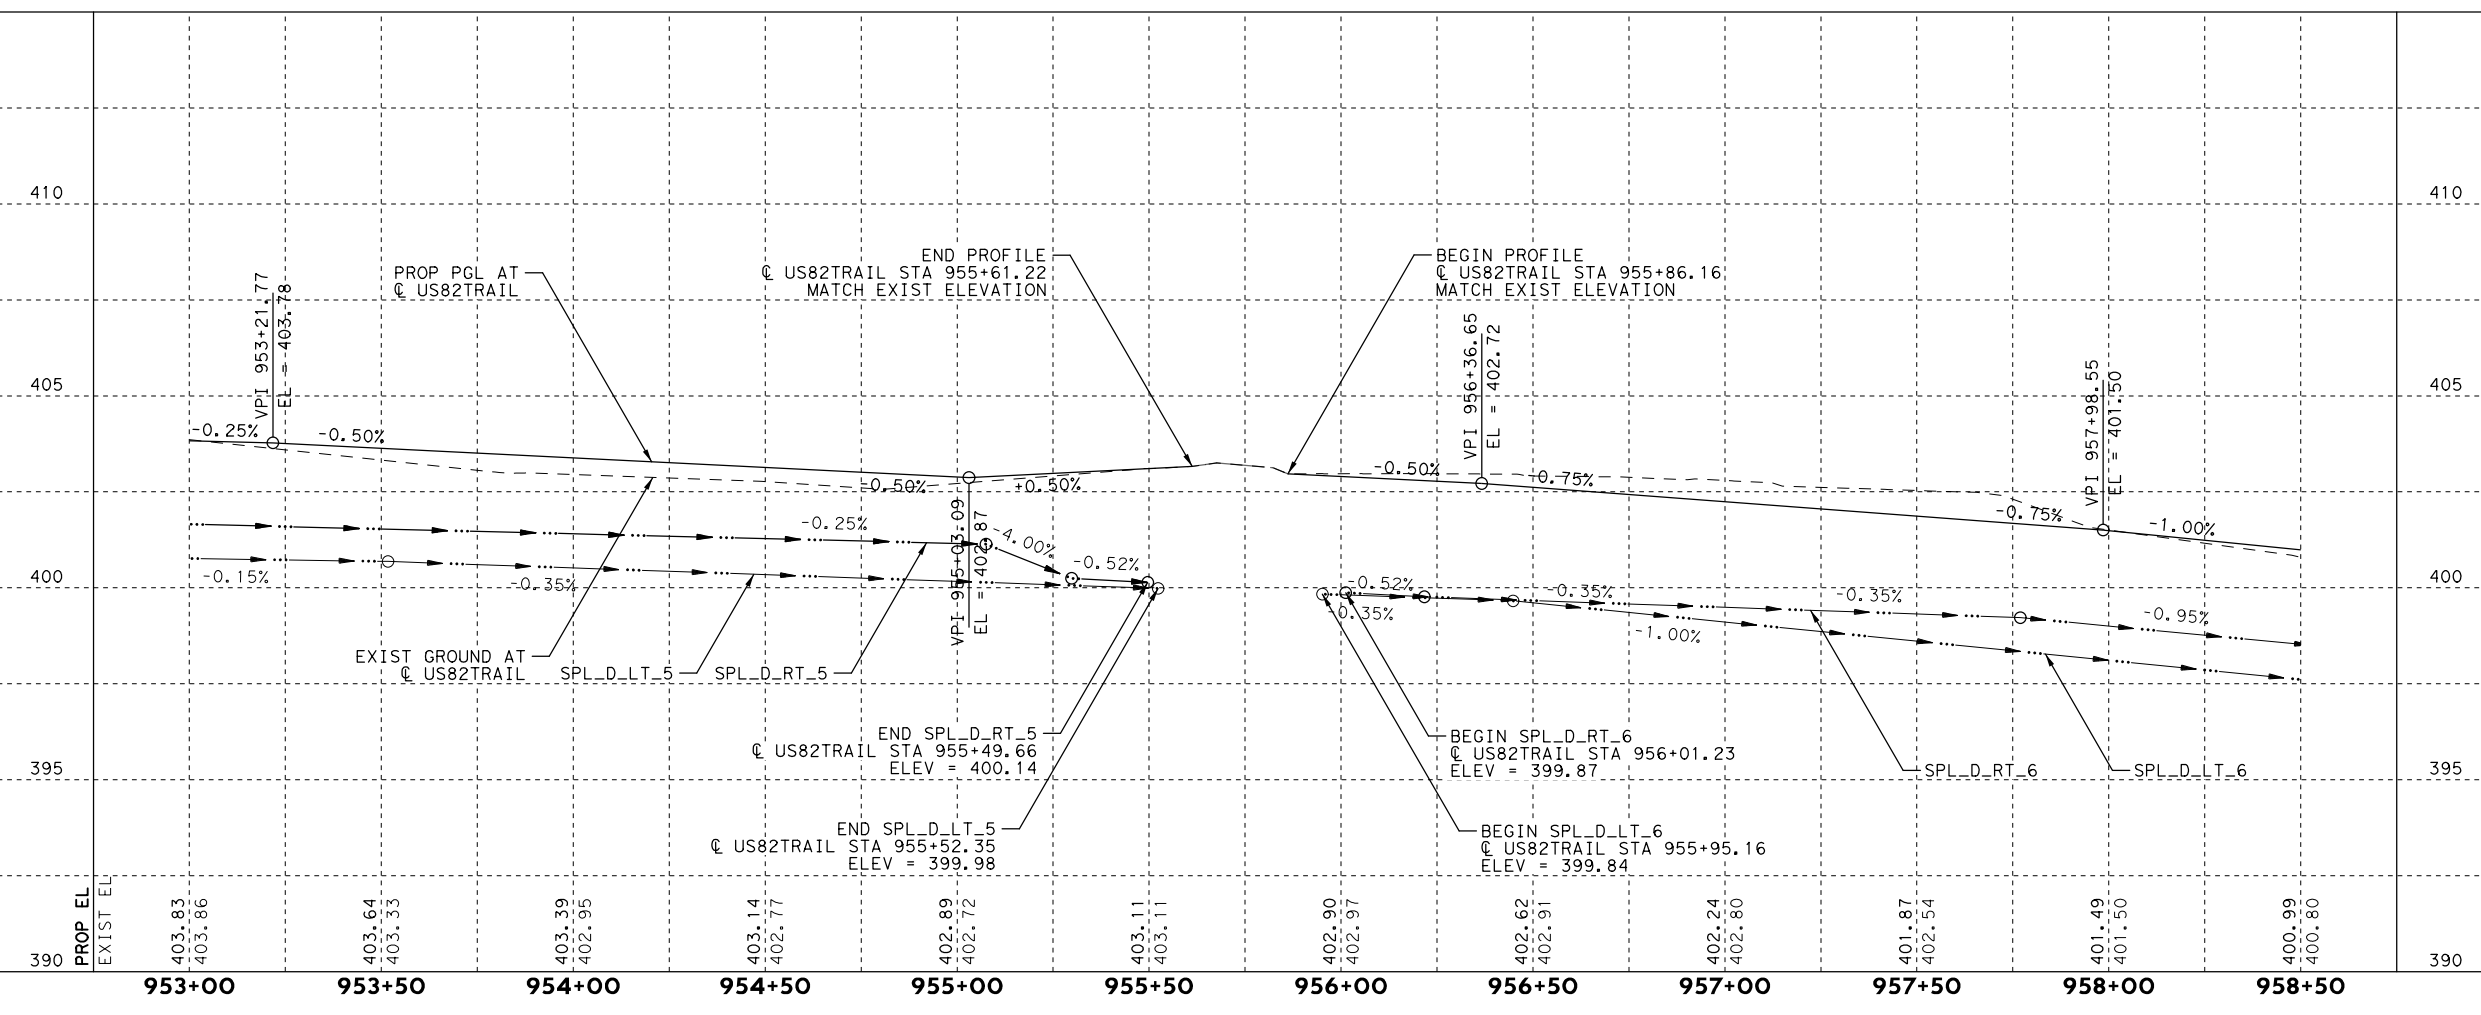 410
410
405
405
400
400
395
395
390
390
VPI 953+21.77
EL = 403.78
PROP PGL AT
℄ US82TRAIL
END PROFILE
℄ US82TRAIL STA 955+61.22
MATCH EXIST ELEVATION
BEGIN PROFILE
℄ US82TRAIL STA 955+86.16
MATCH EXIST ELEVATION
VPI 956+36.65
EL = 402.72
VPI 957+98.55
EL = 401.50
-0.25%
-0.50%
-0.50%
+0.50%
-0.50%
-0.75%
-0.75%
-1.00%
VPI 955+03.09
EL = 402.87
-0.25%
-4.00%
-0.52%
-0.15%
-0.35%
-0.52%
-0.35%
-0.35%
-0.35%
-0.95%
-1.00%
EXIST GROUND AT
℄ US82TRAIL
SPL_D_LT_5
SPL_D_RT_5
END SPL_D_RT_5
℄ US82TRAIL STA 955+49.66
ELEV = 400.14
END SPL_D_LT_5
℄ US82TRAIL STA 955+52.35
ELEV = 399.98
BEGIN SPL_D_RT_6
℄ US82TRAIL STA 956+01.23
ELEV = 399.87
BEGIN SPL_D_LT_6
℄ US82TRAIL STA 955+95.16
ELEV = 399.84
SPL_D_RT_6
SPL_D_LT_6
PROP EL
EXIST EL
403.83
403.86
403.64
403.33
403.39
402.95
403.14
402.77
402.89
402.72
403.11
403.11
402.90
402.97
402.62
402.91
402.24
402.80
401.87
402.54
401.49
401.50
400.99
400.80
953+00
953+50
954+00
954+50
955+00
955+50
956+00
956+50
957+00
957+50
958+00
958+50